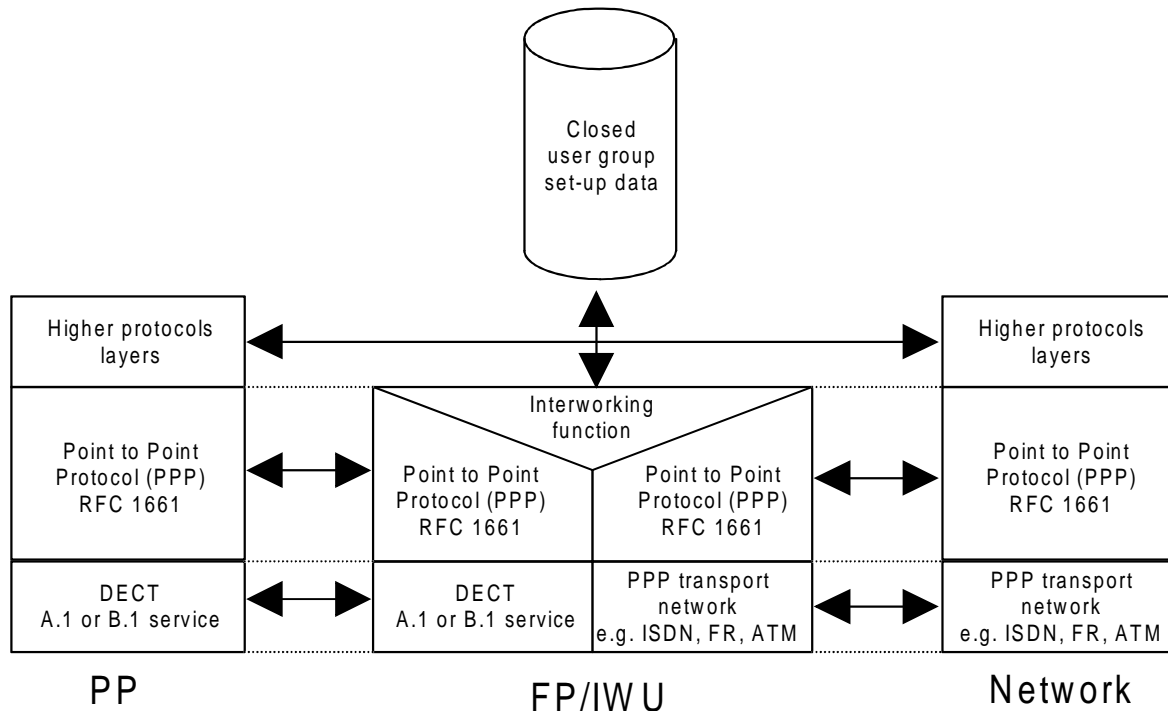 Closed
user group
set-up data
Higher protocols
layers
Higher protocols
layers
Interworking
function
Point to Point
Protocol (PPP)
RFC 1661
Point to Point
Protocol (PPP)
RFC 1661
Point to Point
Protocol (PPP)
RFC 1661
Point to Point
Protocol (PPP)
RFC 1661
DECT
A.1 or B.1 service
DECT
A.1 or B.1 service
PPP transport
network
e.g. ISDN, FR, ATM
PPP transport
network
e.g. ISDN, FR, ATM
PP
FP/IWU
Network